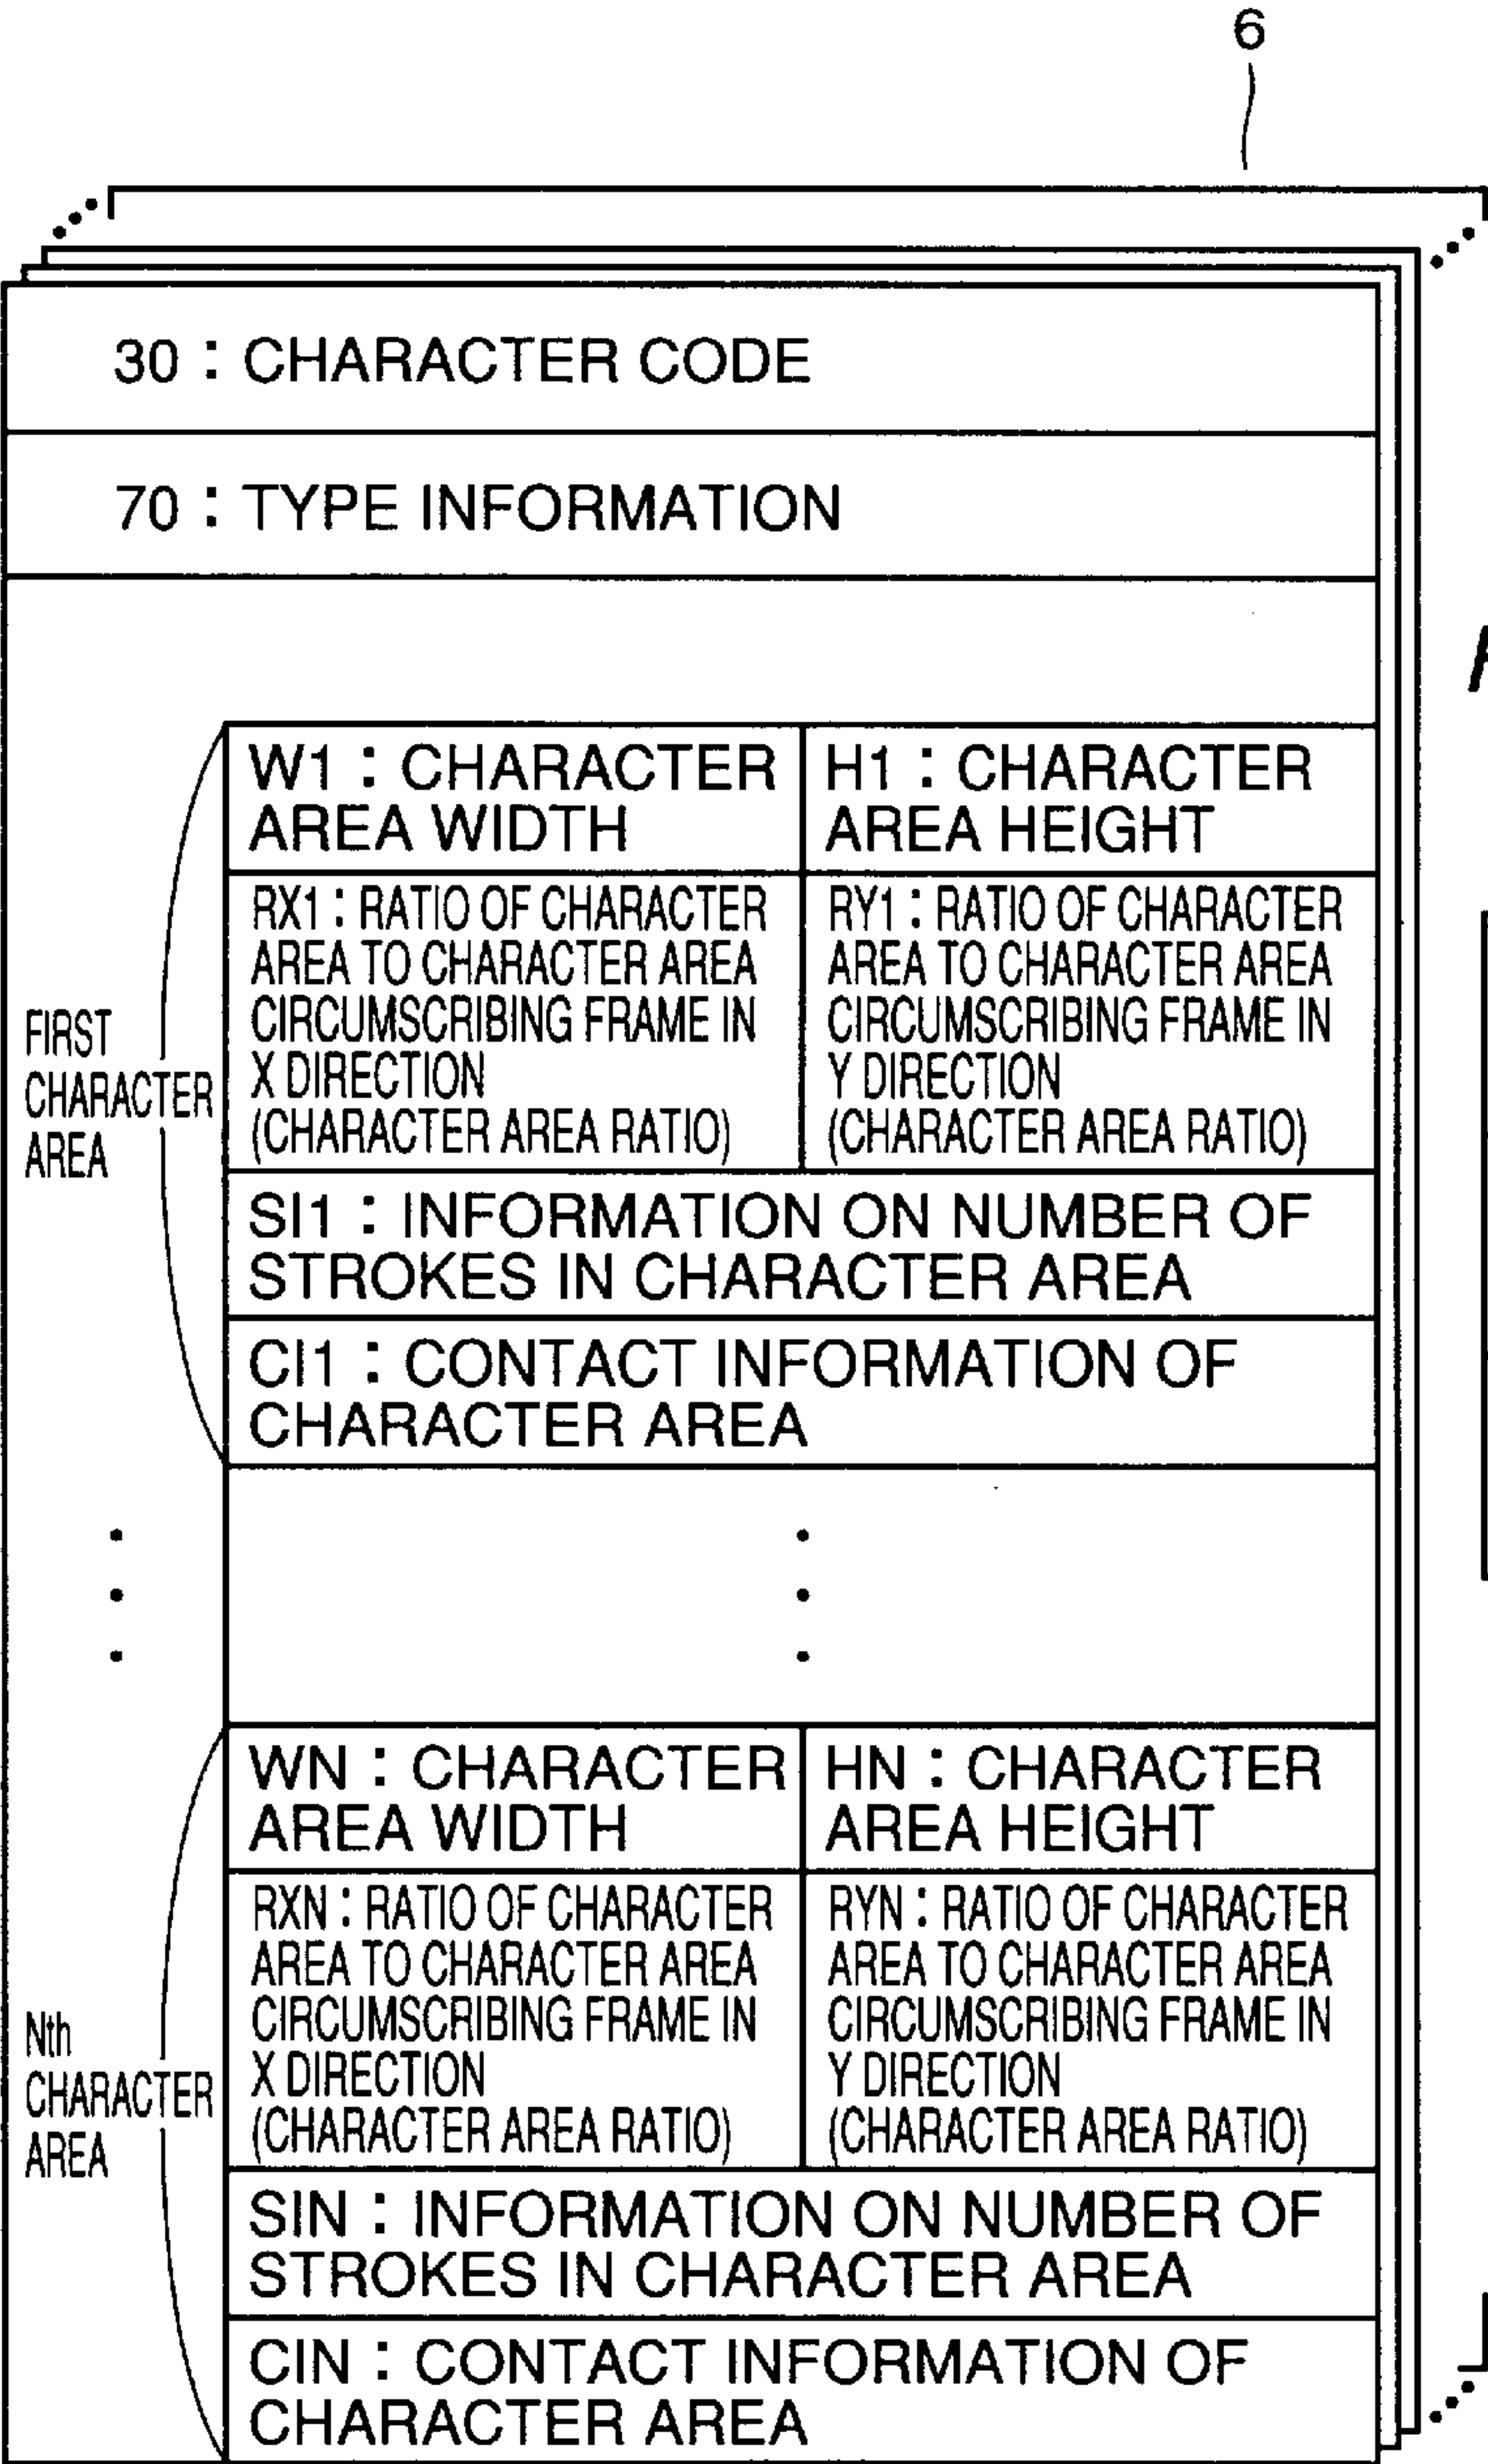 6
30 : CHARACTER CODE
70 : TYPE INFORMATION
FIRST
CHARACTER
AREA
W1 : CHARACTER
AREA WIDTH
H1 : CHARACTER
AREA HEIGHT
RX1 : RATIO OF CHARACTER
AREA TO CHARACTER AREA
CIRCUMSCRIBING FRAME IN
X DIRECTION
(CHARACTER AREA RATIO)
RY1 : RATIO OF CHARACTER
AREA TO CHARACTER AREA
CIRCUMSCRIBING FRAME IN
Y DIRECTION
(CHARACTER AREA RATIO)
SI1 : INFORMATION ON NUMBER OF
STROKES IN CHARACTER AREA
CI1 : CONTACT INFORMATION OF
CHARACTER AREA
Nth
CHARACTER
AREA
WN : CHARACTER
AREA WIDTH
HN : CHARACTER
AREA HEIGHT
RXN : RATIO OF CHARACTER
AREA TO CHARACTER AREA
CIRCUMSCRIBING FRAME IN
X DIRECTION
(CHARACTER AREA RATIO)
RYN : RATIO OF CHARACTER
AREA TO CHARACTER AREA
CIRCUMSCRIBING FRAME IN
Y DIRECTION
(CHARACTER AREA RATIO)
SIN : INFORMATION ON NUMBER OF
STROKES IN CHARACTER AREA
CIN : CONTACT INFORMATION OF
CHARACTER AREA